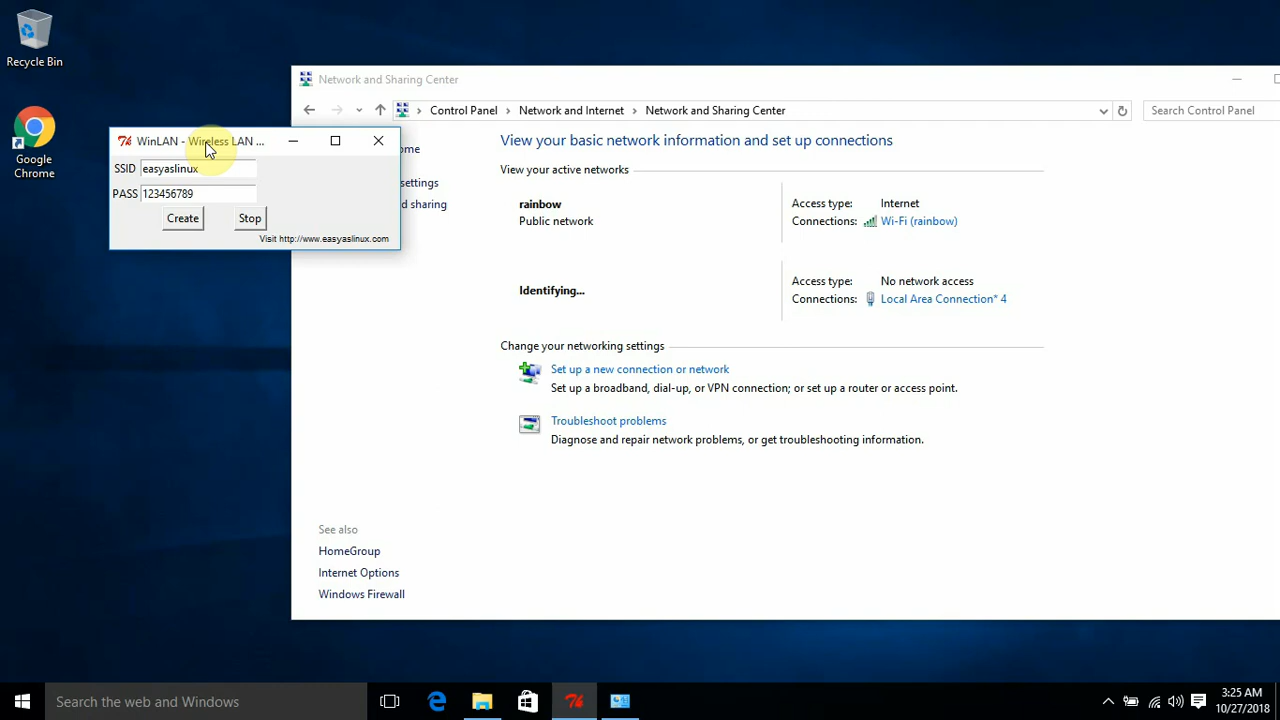 Recycle Bin
Google
Chrome
WinLAN - Wireless LAN ...
SSID easyaslinux
PASS 123456789
Create Stop
Visit http://www.easyaslinux.com
Network and Sharing Center
Control Panel Network and Internet Network and Sharing Center
Search Control Panel
ome
settings
d sharing
View your basic network information and set up connections
View your active networks
rainbow
Public network
Access type: Internet
Connections: Wi-Fi (rainbow)
Identifying...
Access type: No network access
Connections: Local Area Connection* 4
Change your networking settings
Set up a new connection or network
Set up a broadband, dial-up, or VPN connection; or set up a router or access point.
Troubleshoot problems
Diagnose and repair network problems, or get troubleshooting information.
See also
HomeGroup
Internet Options
Windows Firewall
Search the web and Windows
3:25 AM
10/27/2018